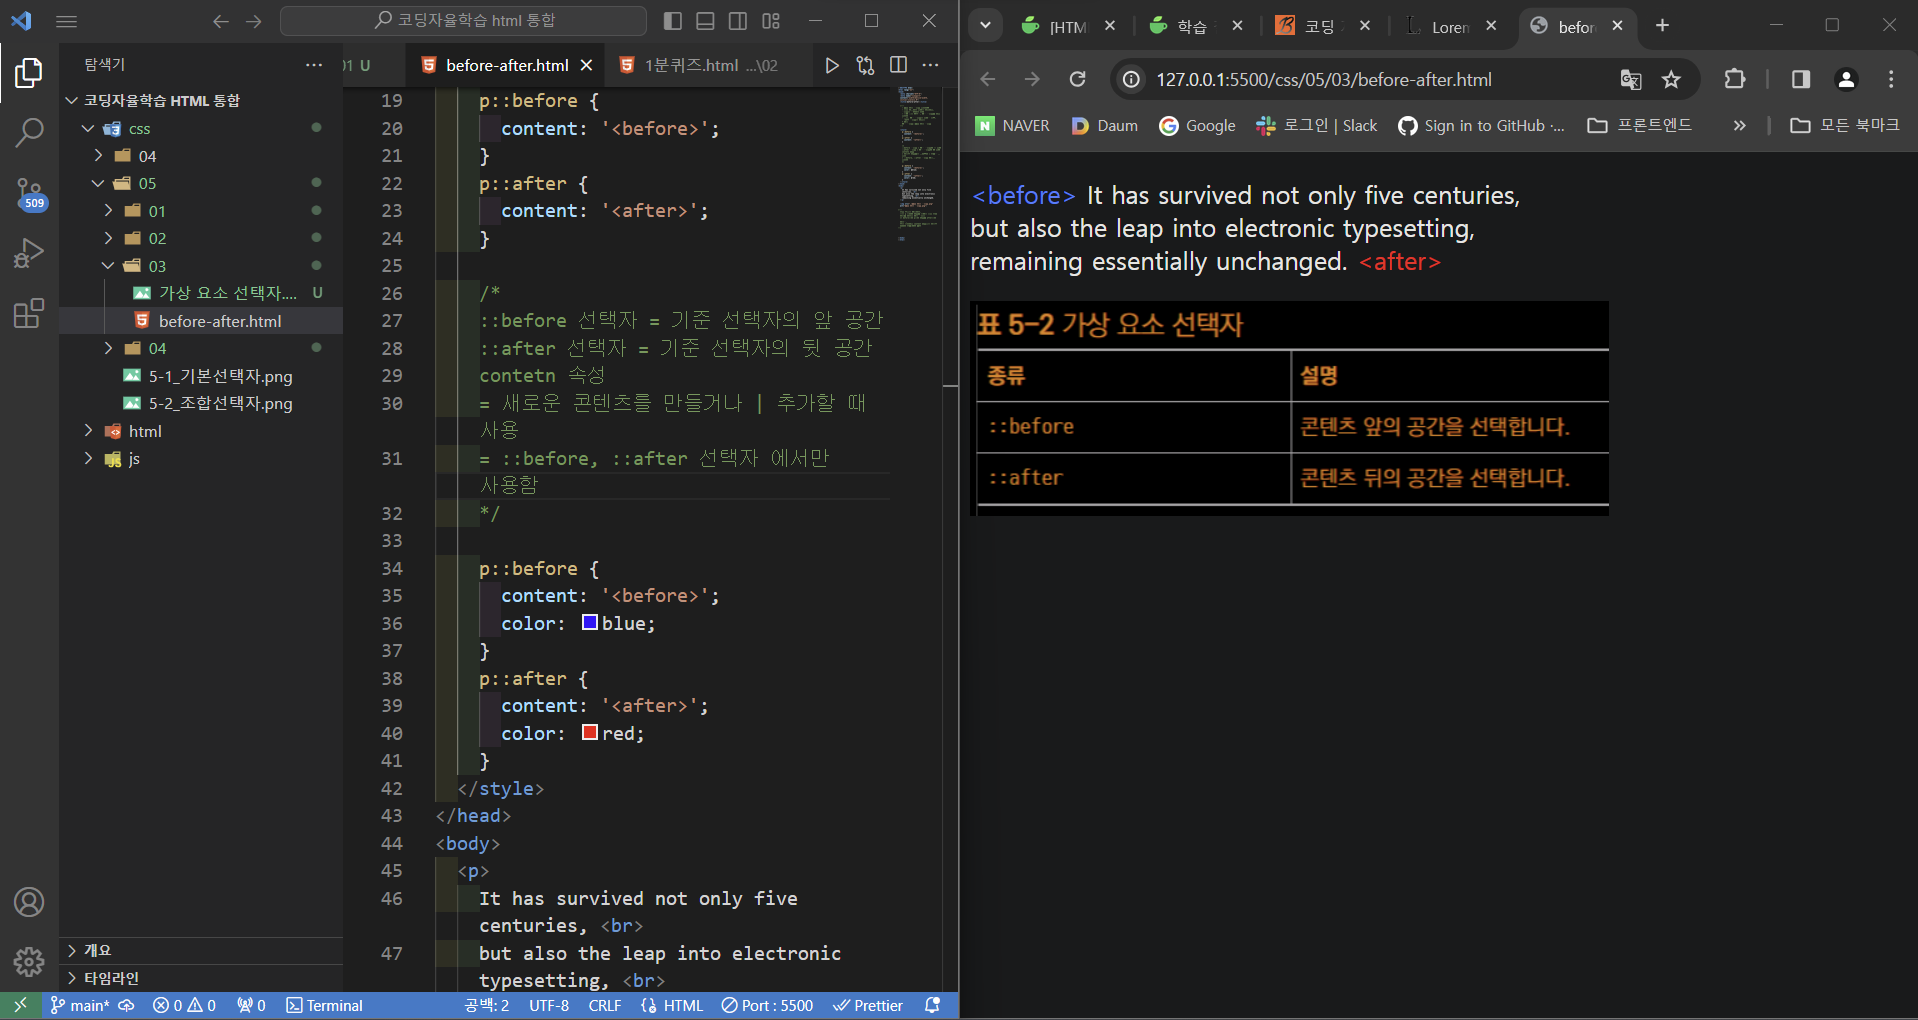 코딩자율학습 html 통합
탐색기
코딩자율학습 HTML 통합
css
04
05
01
02
03
가상 요소 선택자.... U
before-after.html
04
5-1_기본선택자.png
5-2_조합선택자.png
html
js
개요
타임라인
01 U
before-after.html
1분퀴즈.html ...\02
19 p::before {
20 content: '<before>';
21 }
22 p::after {
23 content: '<after>';
24 }
25
26 /*
27 ::before 선택자 = 기준 선택자의 앞 공간
28 ::after 선택자 = 기준 선택자의 뒷 공간
29 contetn 속성
30 = 새로운 콘텐츠를 만들거나 | 추가할 때
사용
31 = ::before, ::after 선택자 에서만
사용함
32 */
33
34 p::before {
35 content: '<before>';
36 color: blue;
37 }
38 p::after {
39 content: '<after>';
40 color: red;
41 }
42 </style>
43 </head>
44 <body>
45 <p>
46 It has survived not only five
centuries, <br>
47 but also the leap into electronic
typesetting, <br>
509
main* 0 0 0 Terminal 공백: 2 UTF-8 CRLF HTML Port : 5500 Prettier
[HTM 학습 코딩 Loren befor
127.0.0.1:5500/css/05/03/before-after.html
NAVER Daum Google 로그인 | Slack Sign in to GitHub ·... 프론트엔드 » 모든 북마크
<before> It has survived not only five centuries,
but also the leap into electronic typesetting,
remaining essentially unchanged. <after>
표 5-2 가상 요소 선택자
종류 설명
::before 콘텐츠 앞의 공간을 선택합니다.
::after 콘텐츠 뒤의 공간을 선택합니다.